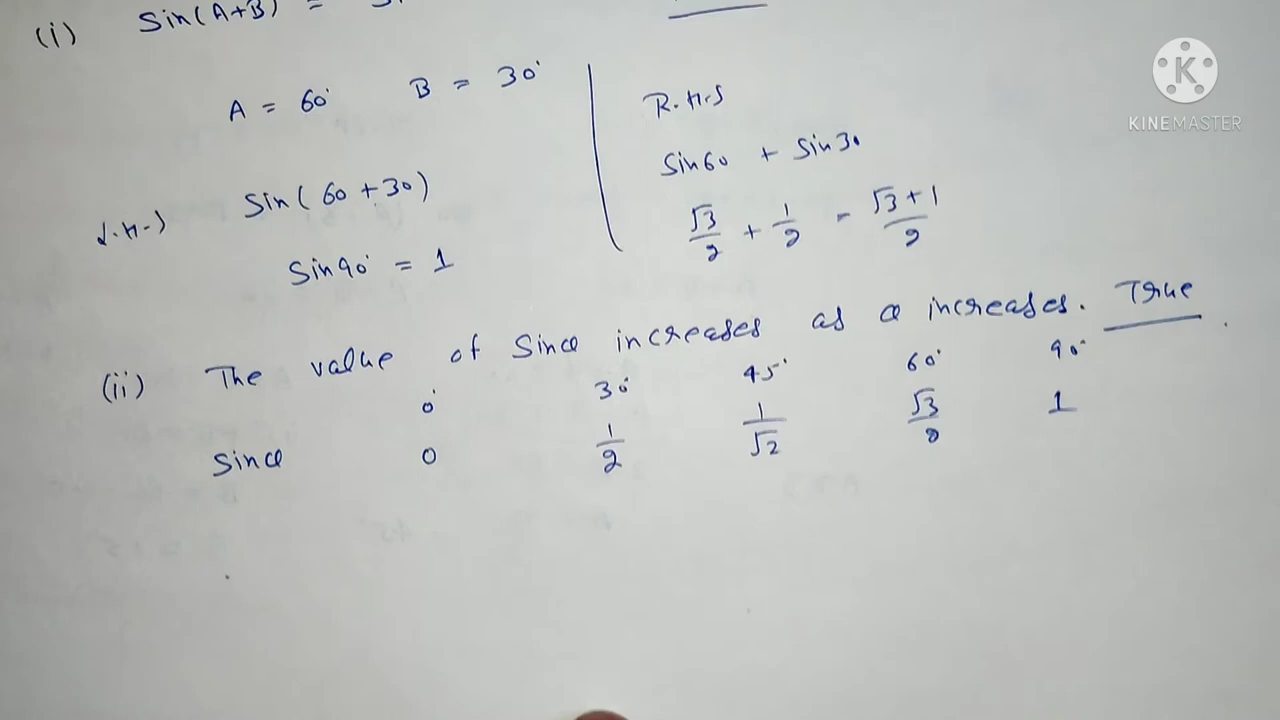 (i) Sin(A+B) =
A = 60° B = 30°
L.H.S Sin(60+30)
Sin90° = 1
R.H.S
Sin60 + Sin30
√3/2 + 1/2 = √3+1/2
(ii) The value of Sinθ increases as θ increases. True
0° 30° 45° 60° 90°
Sinθ 0 1/2 1/√2 √3/2 1
KINEMASTER